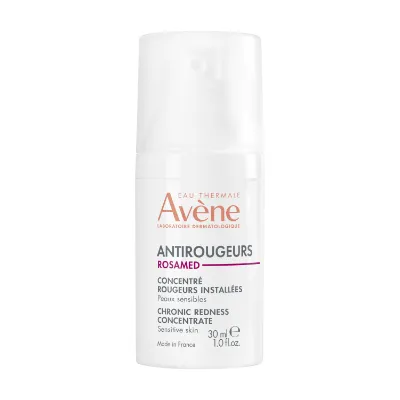 EAU THERMALE
Avène
LABORATOIRE DERMATOLOGIQUE
ANTIROUGEURS
ROSAMED
CONCENTRÉ
ROUGEURS INSTALLÉES
Peaux sensibles
CHRONIC REDNESS
CONCENTRATE
Sensitive skin
30 ml e
Made in France
1.0 fl.oz.